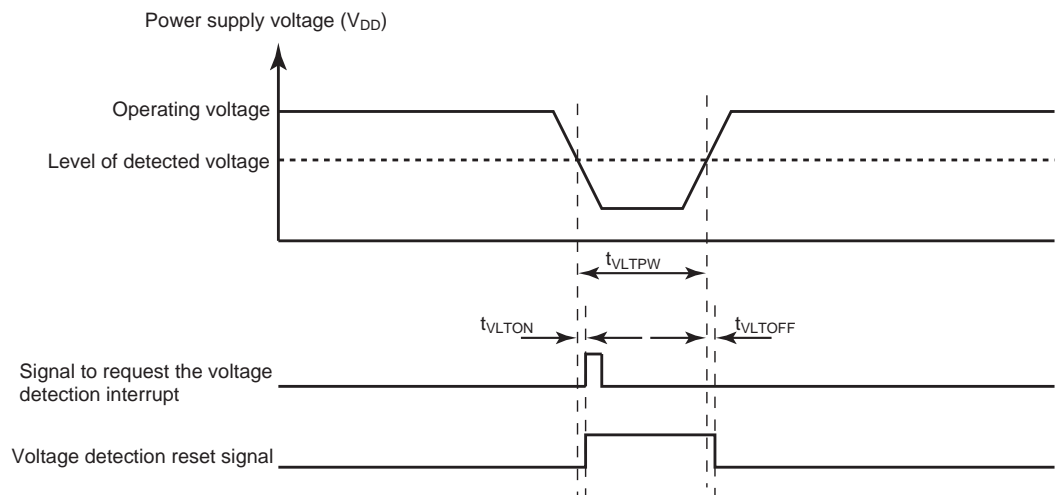 Power supply voltage (VDD)
Operating voltage
Level of detected voltage
tVLTPW
tVLTON
tVLTOFF
Signal to request the voltage
detection interrupt
Voltage detection reset signal